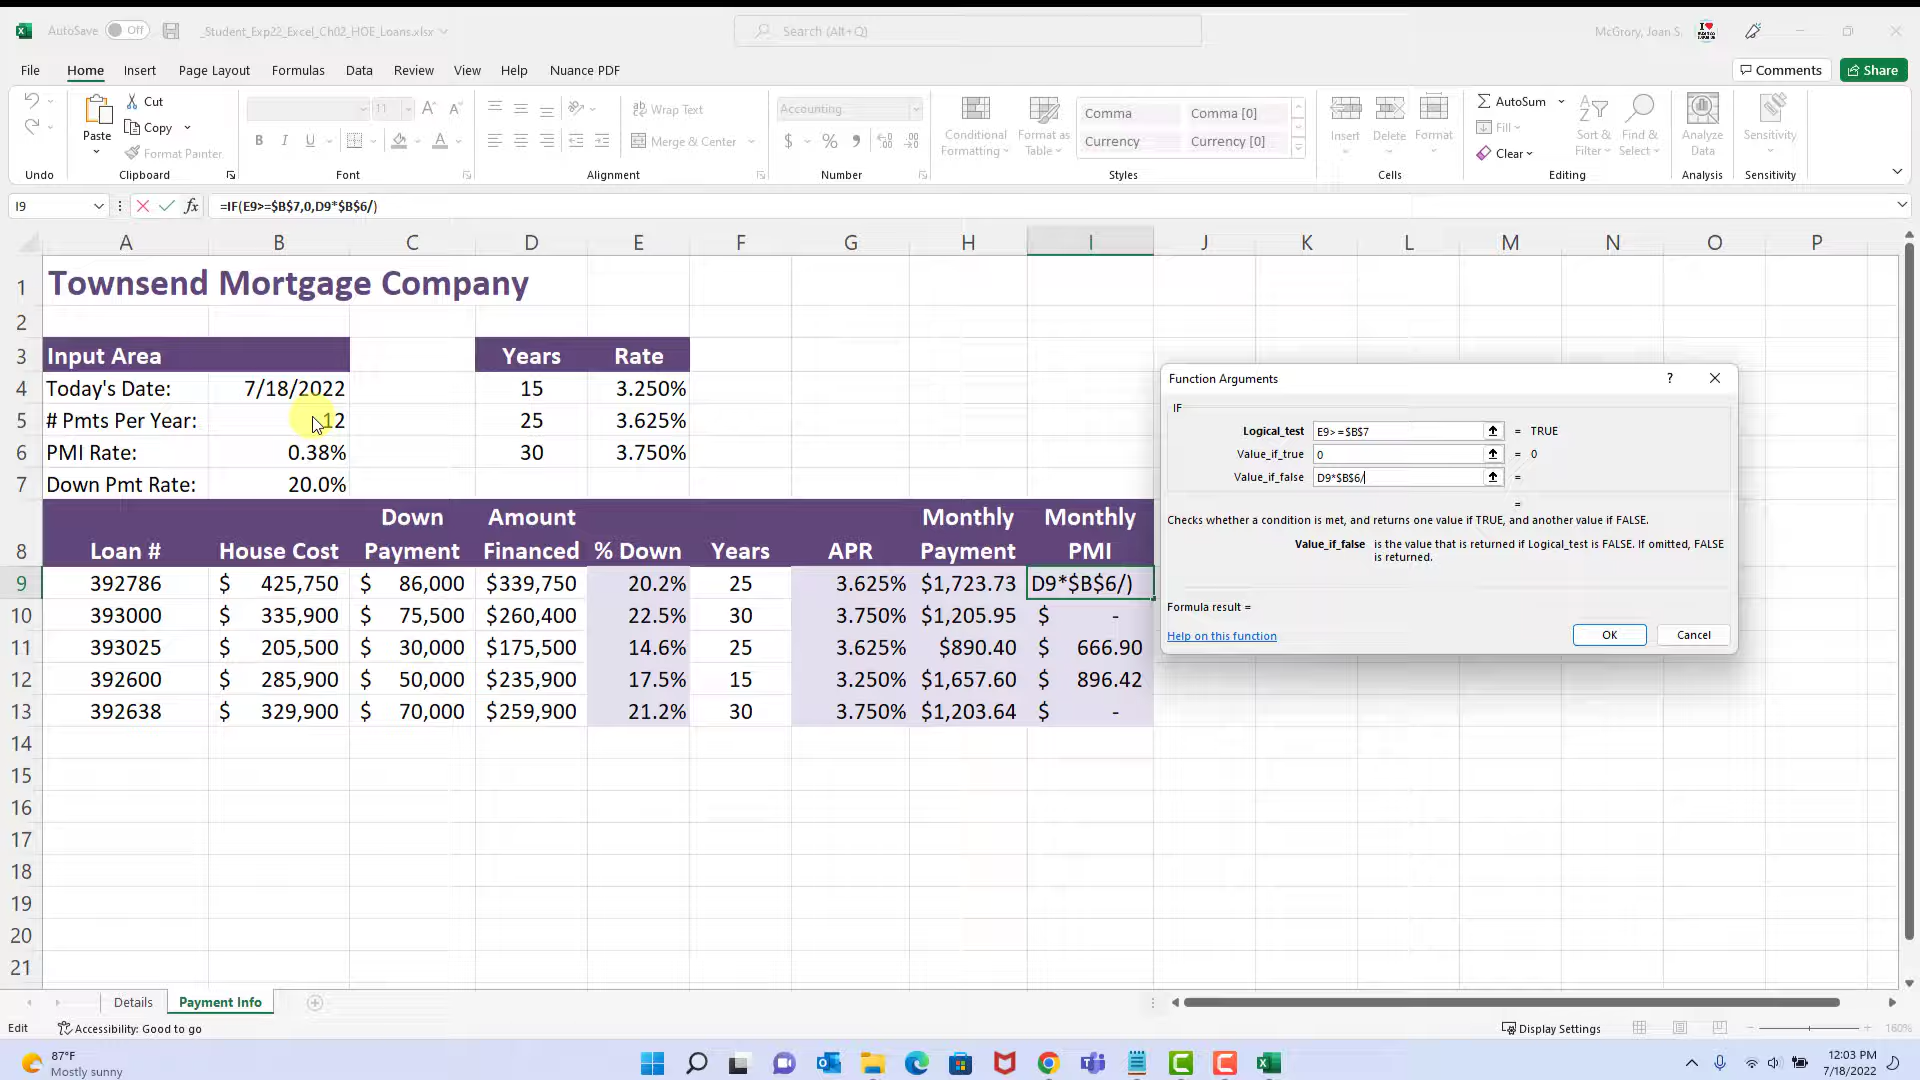 AutoSave Off _Student_Exp22_Excel_Ch02_HOE_Loans.xlsx Search (Alt+Q) McGrory, Joan S.
File Home Insert Page Layout Formulas Data Review View Help Nuance PDF Comments Share
Paste
Cut
Copy
Format Painter
11
B I U A
Wrap Text
Merge & Center
Accounting
$ % ,
Conditional Formatting
Format as Table
Comma Comma [0]
Currency Currency [0]
Insert Delete Format
AutoSum
Fill
Clear
Sort & Filter
Find & Select
Analyze Data
Sensitivity
Undo Clipboard Font Alignment Number Styles Cells Editing Analysis Sensitivity
I9 fx =IF(E9>=$B$7,0,D9*$B$6/)
A B C D E F G H I J K L M N O P
1 Townsend Mortgage Company
2
3 Input Area Years Rate
4 Today's Date: 7/18/2022 15 3.250%
5 # Pmts Per Year: 12 25 3.625%
6 PMI Rate: 0.38% 30 3.750%
7 Down Pmt Rate: 20.0%
Down Amount Monthly Monthly
8 Loan # House Cost Payment Financed % Down Years APR Payment PMI
9 392786 $ 425,750 $ 86,000 $339,750 20.2% 25 3.625% $1,723.73 D9*$B$6/)
10 393000 $ 335,900 $ 75,500 $260,400 22.5% 30 3.750% $1,205.95 $ -
11 393025 $ 205,500 $ 30,000 $175,500 14.6% 25 3.625% $890.40 $ 666.90
12 392600 $ 285,900 $ 50,000 $235,900 17.5% 15 3.250% $1,657.60 $ 896.42
13 392638 $ 329,900 $ 70,000 $259,900 21.2% 30 3.750% $1,203.64 $ -
14
15
16
17
18
19
20
21
Function Arguments ?
IF
Logical_test E9>=$B$7 = TRUE
Value_if_true 0 = 0
Value_if_false D9*$B$6/ =
=
Checks whether a condition is met, and returns one value if TRUE, and another value if FALSE.
Value_if_false is the value that is returned if Logical_test is FALSE. If omitted, FALSE
is returned.
Formula result =
Help on this function OK Cancel
Details Payment Info
Edit Accessibility: Good to go Display Settings 160%
87°F
Mostly sunny
12:03 PM
7/18/2022